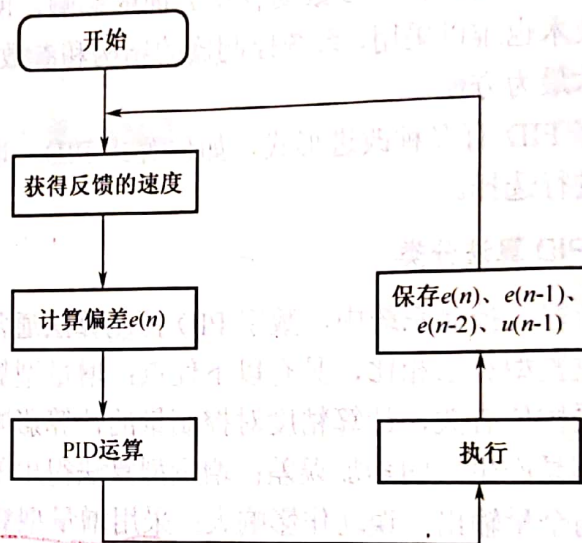 开始
获得反馈的速度
计算偏差e(n)
PID运算
保存e(n)、e(n-1)、
e(n-2)、u(n-1)
执行